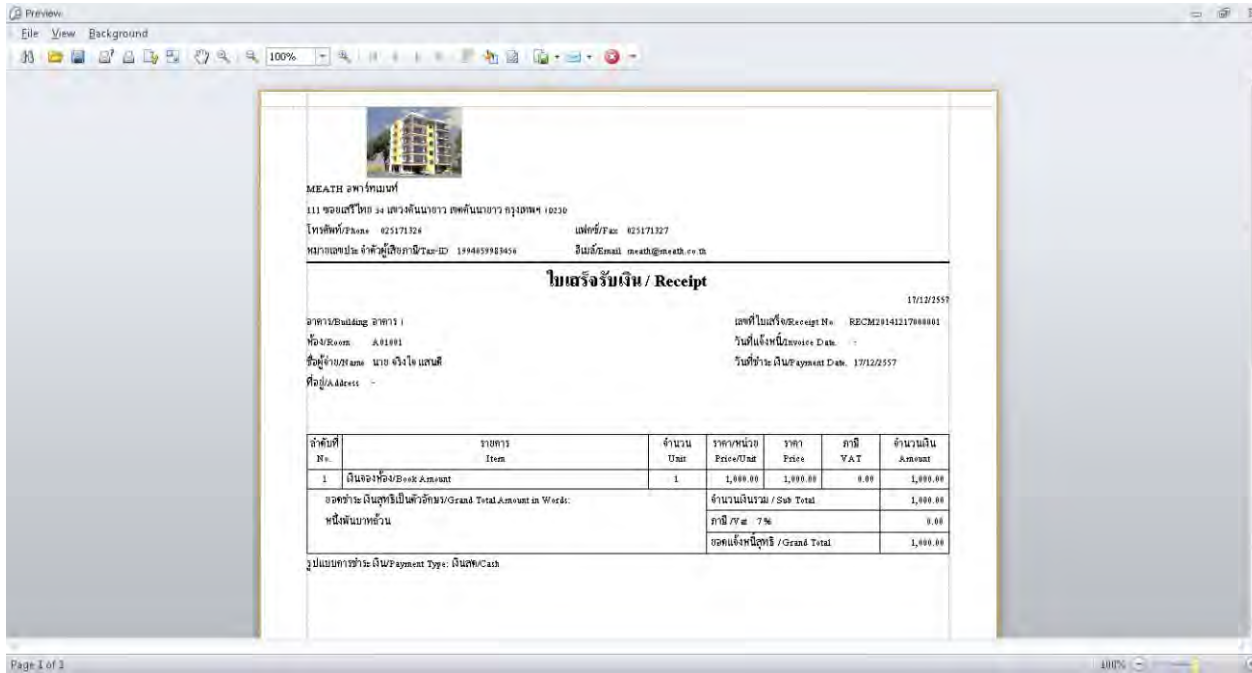 Preview
File View Background
100%
MEATH อพาร์ทเมนท์
111 ซอยเสรีไทย 34 แขวงคันนายาว เขตคันนายาว กรุงเทพฯ 10230
โทรศัพท์/Phone 025171326 แฟกซ์/Fax 025171327
หมายเลขประจำตัวผู้เสียภาษี/Tax-ID 1994059983456 อีเมล์/Email meath@meath.co.th
ใบเสร็จรับเงิน / Receipt
17/12/2557
อาคาร/Building อาคาร 1 เลขที่ใบเสร็จ/Receipt No RECM20141217000001
ห้อง/Room A01001 วันที่แจ้งหนี้/Invoice Date. -
ชื่อผู้จ่าย/Name นาย จริงใจ แสนดี วันที่ชำระเงิน/Payment Date. 17/12/2557
ที่อยู่/Address -
ลำดับที่ รายการ จำนวน ราคา/หน่วย ราคา ภาษี จำนวนเงิน
No. Item Unit Price/Unit Price VAT Amount
1 เงินจองห้อง/Book Amount 1 1,000.00 1,000.00 0.00 1,000.00
ยอดชำระเงินสุทธิเป็นตัวอักษร/Grand Total Amount in Words: จำนวนเงินรวม / Sub Total 1,000.00
หนึ่งพันบาทถ้วน ภาษี /Vat 7% 0.00
ยอดแจ้งหนี้สุทธิ /Grand Total 1,000.00
รูปแบบการชำระเงิน/Payment Type: เงินสด/Cash
Page 1 of 1 100%